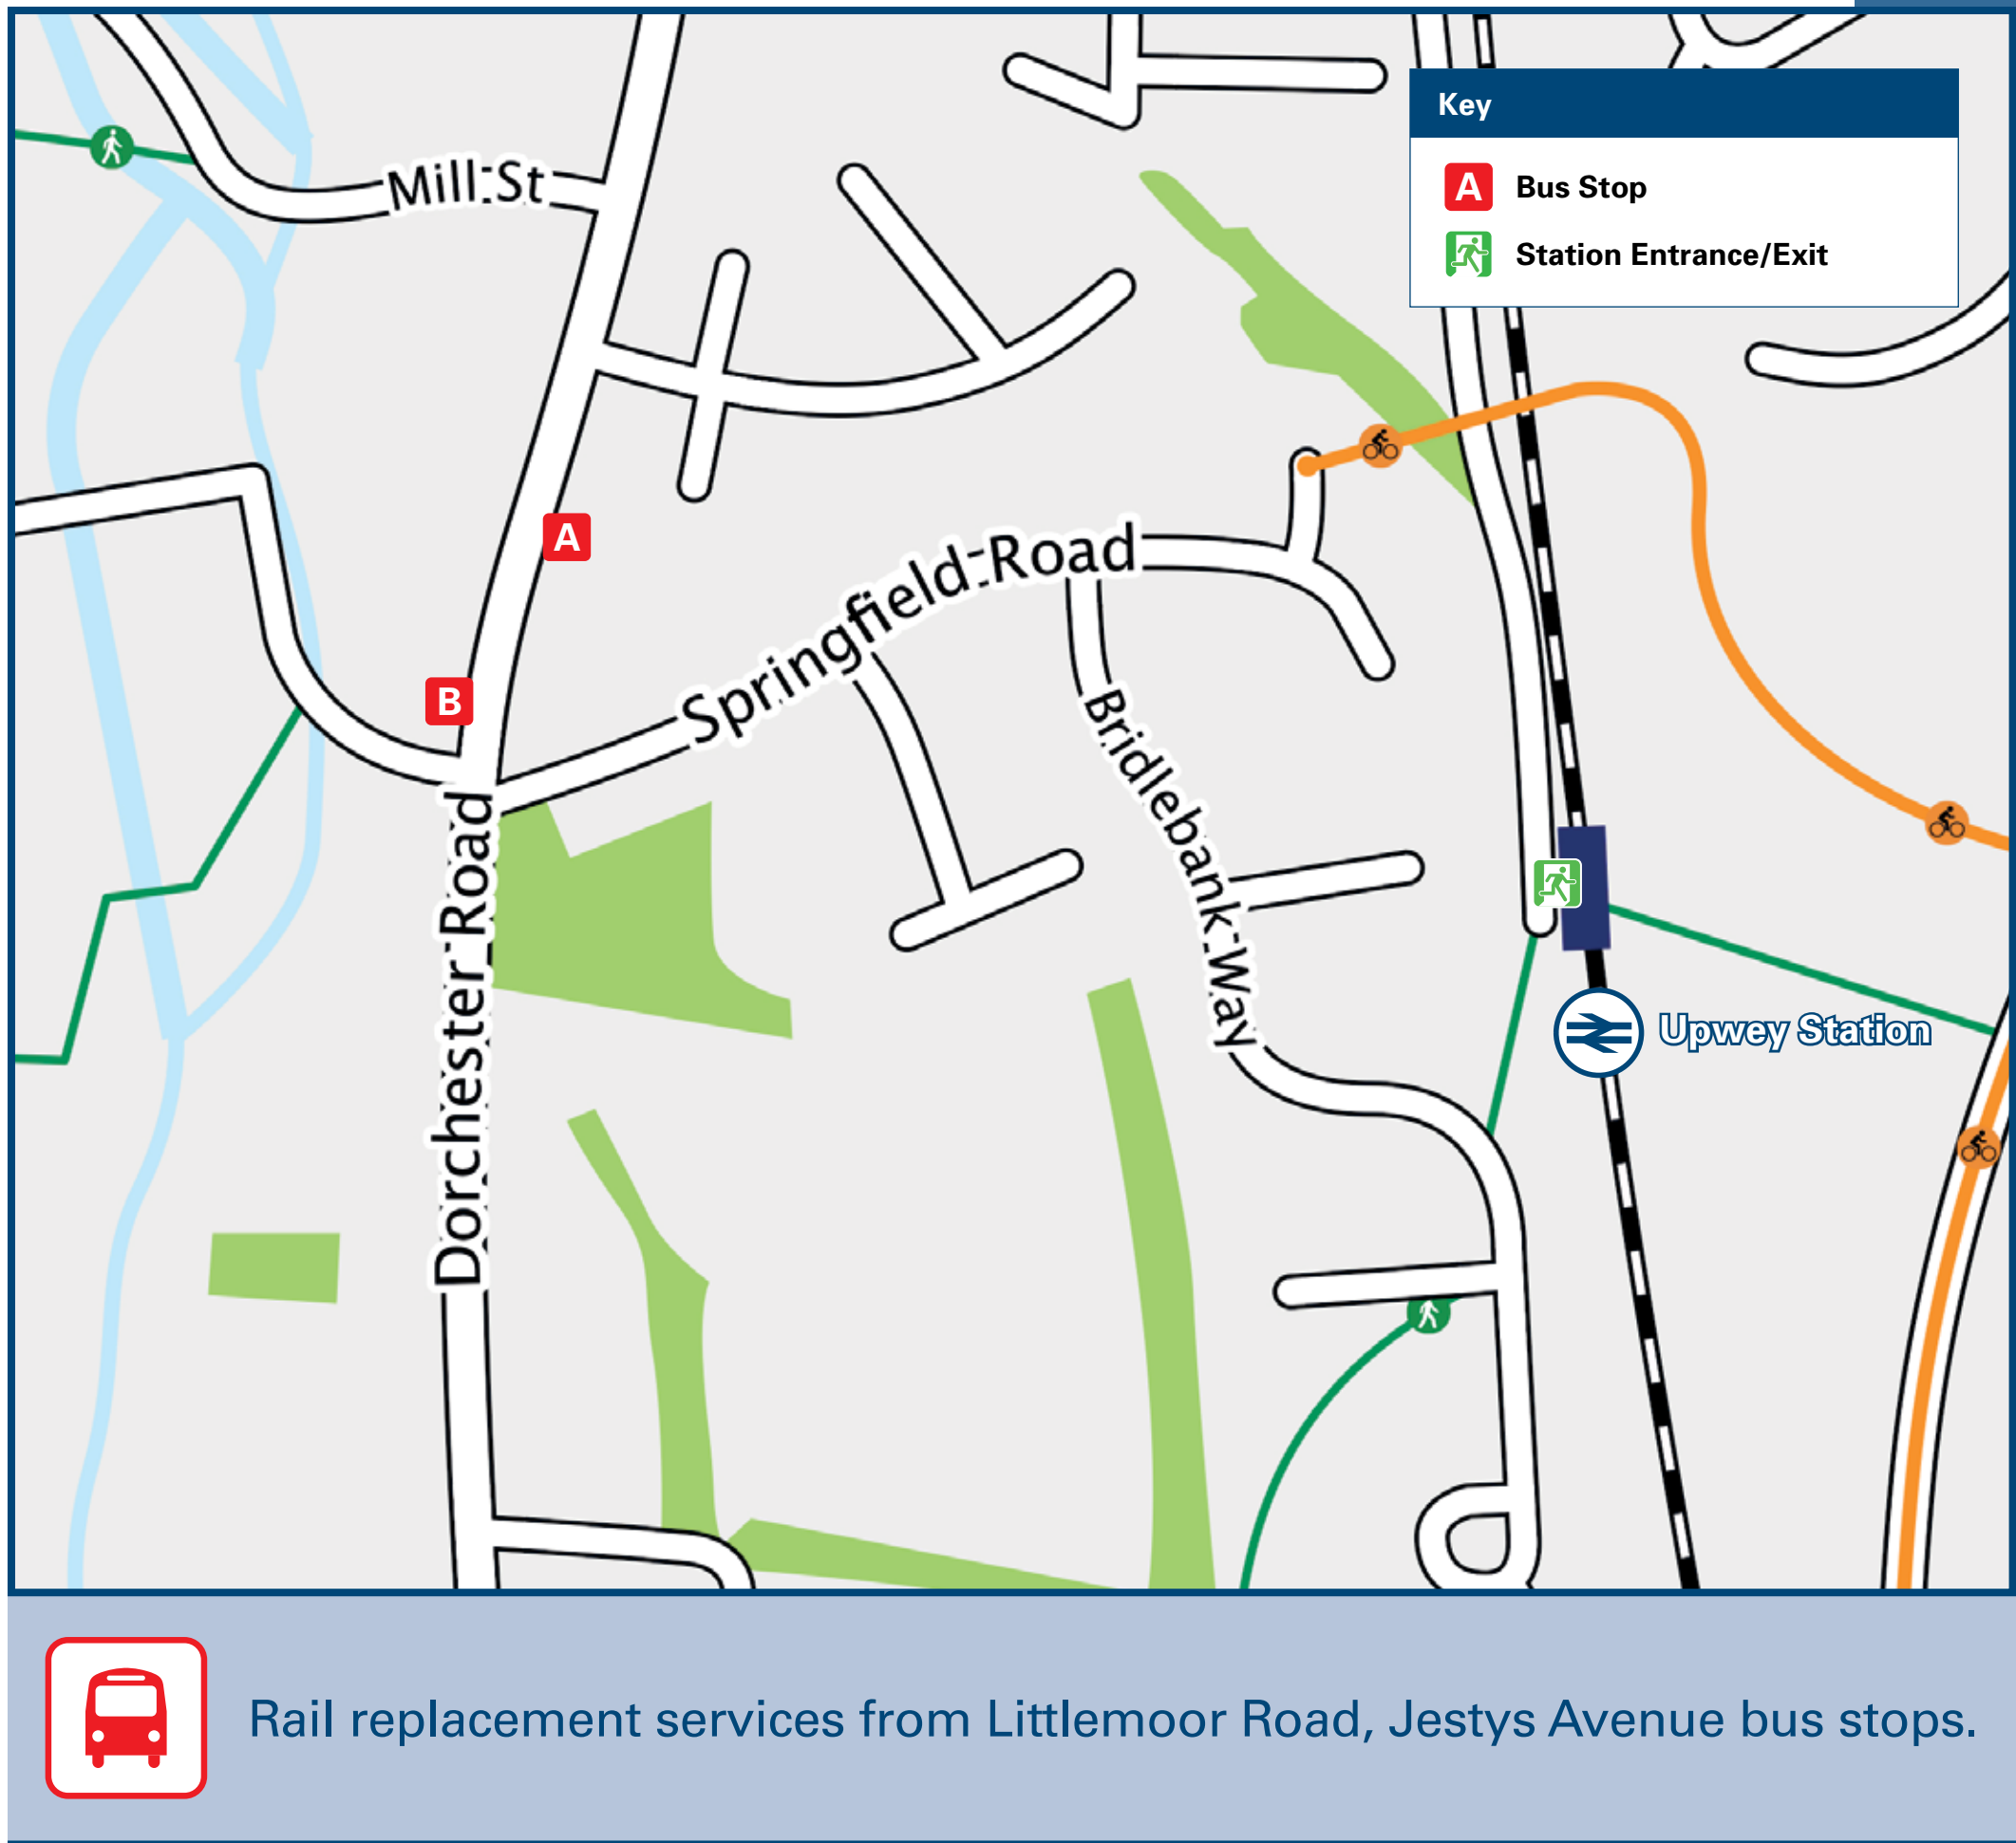 Key
A Bus Stop
Station Entrance/Exit
Mill St
A
Springfield Road
B
Bridlebank Way
Dorchester Road
Upwey Station
Rail replacement services from Littlemoor Road, Jestys Avenue bus stops.